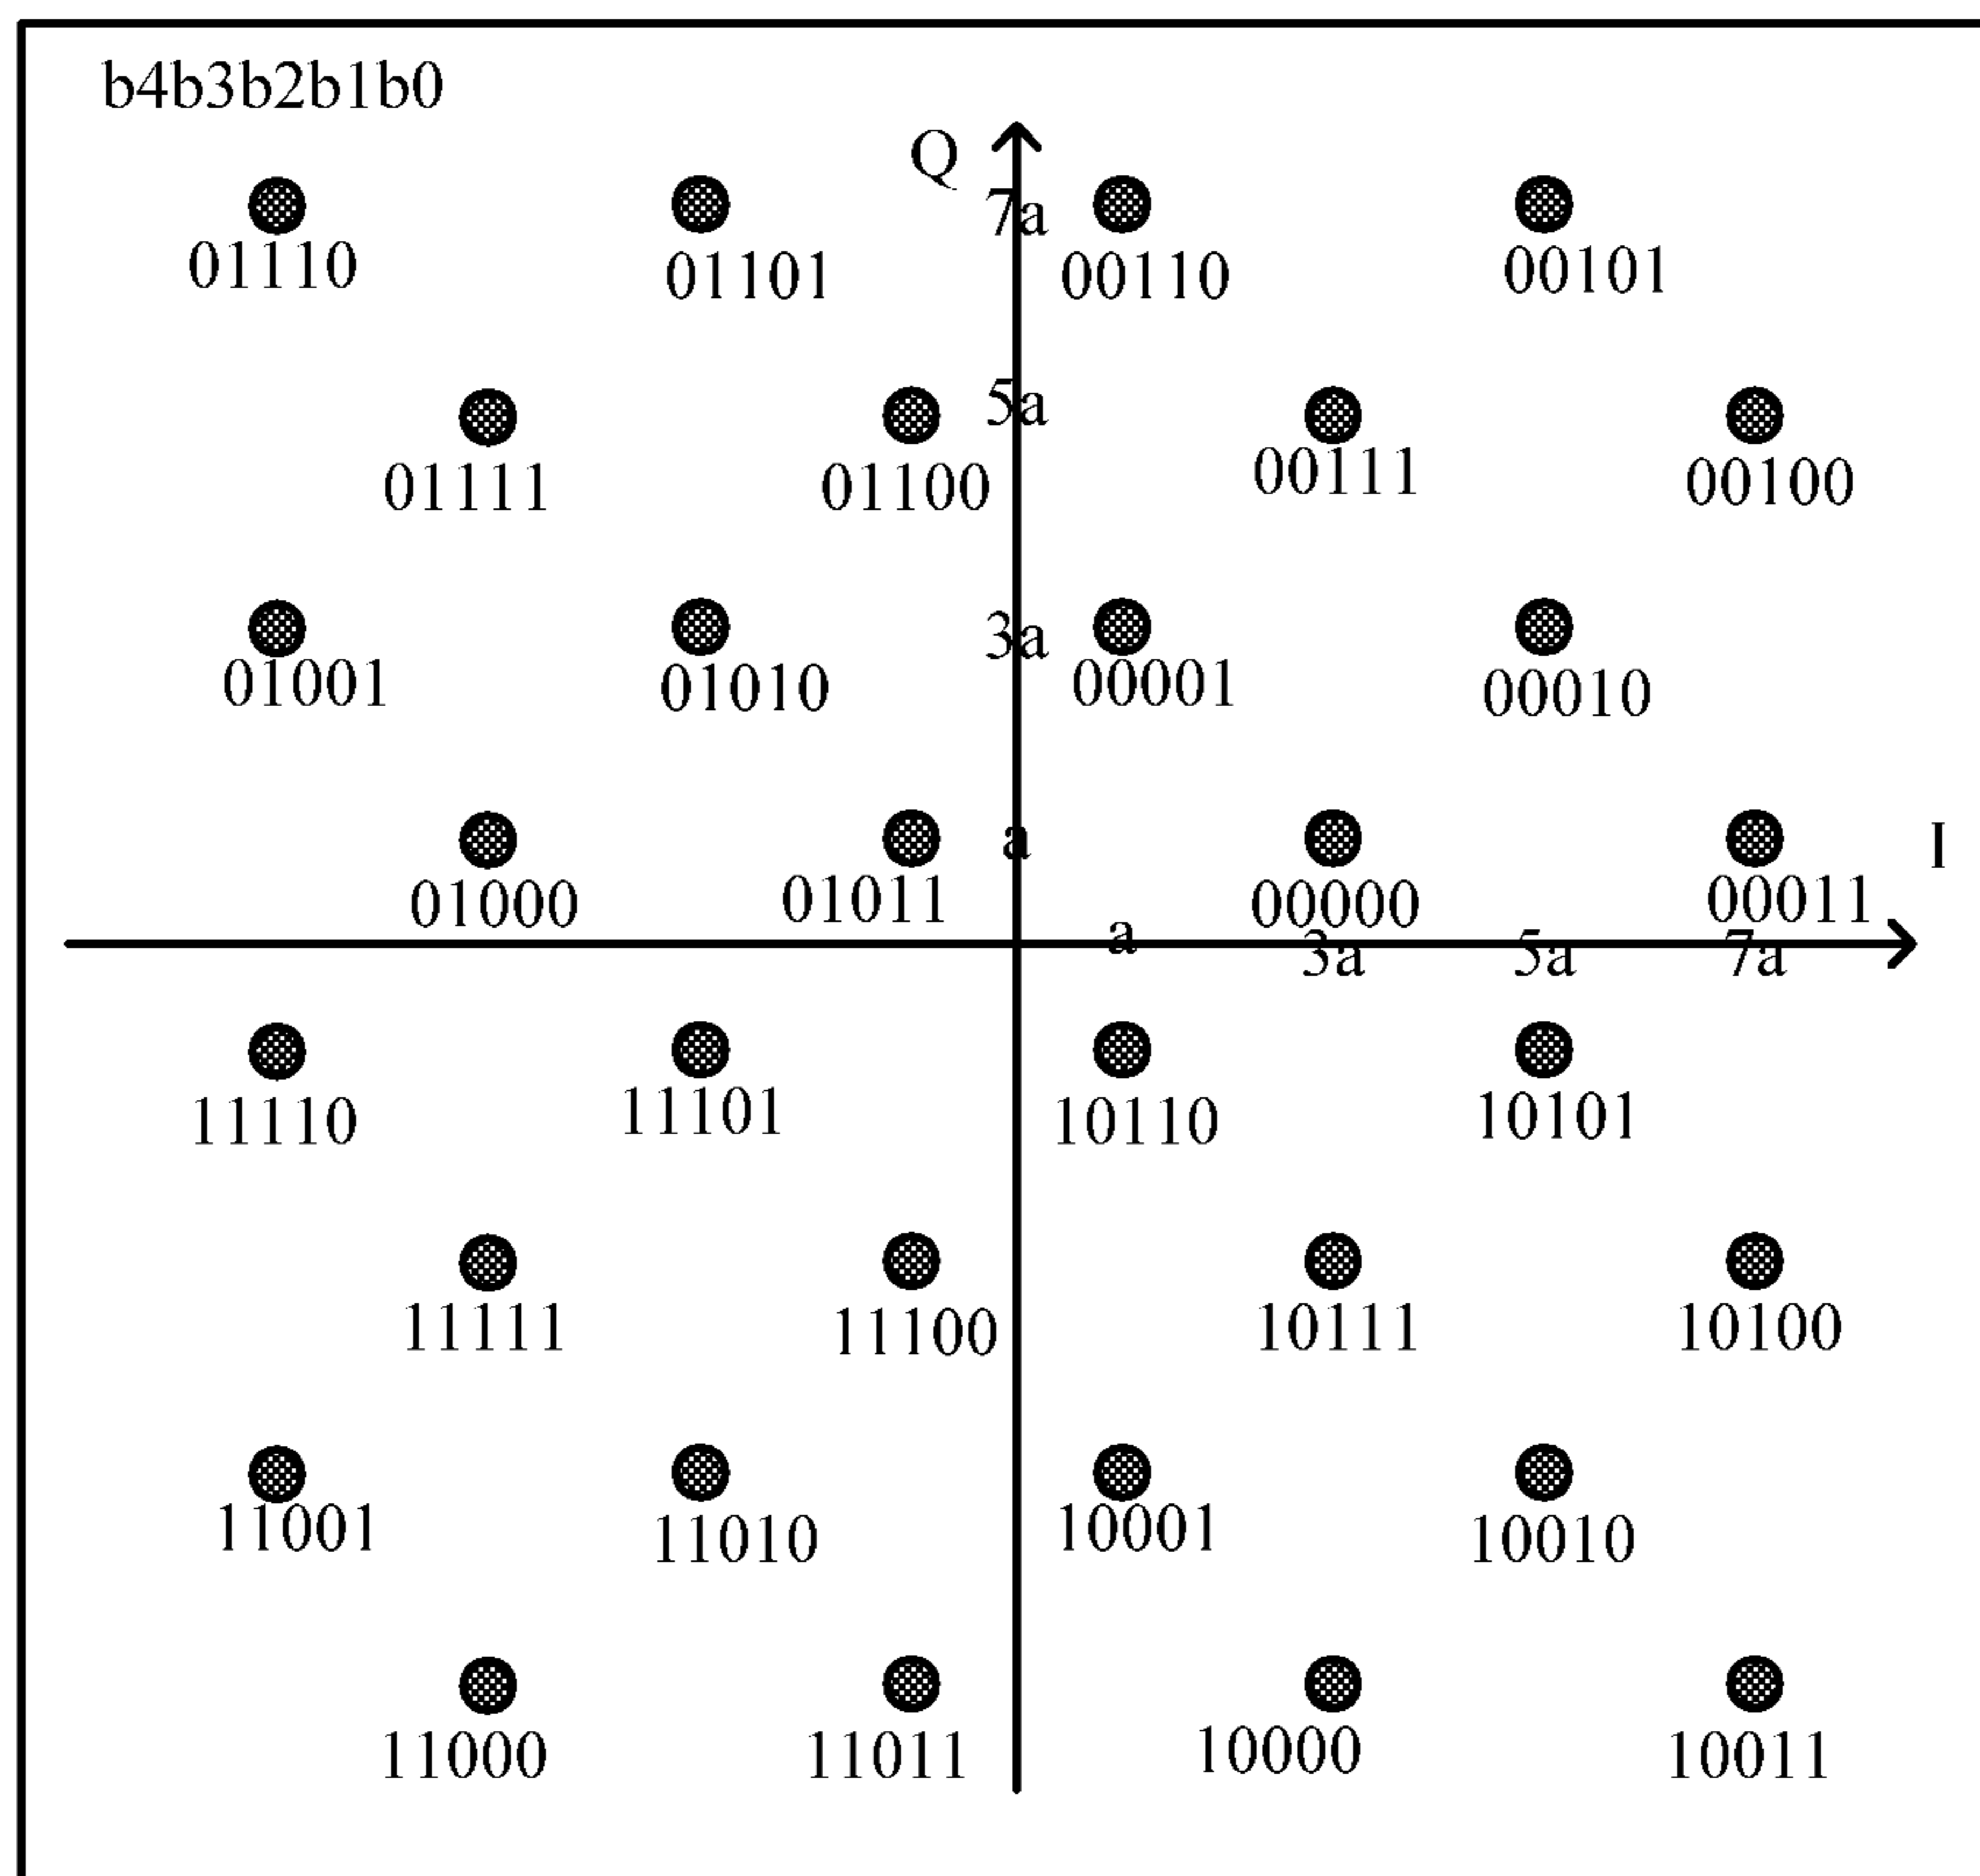 b4b3b2b1b0
Q
7a
01110 01101 00110 00101
5a
01111 01100 00111 00100
3a
01001 01010 00001 00010
a
I
01000 01011 00000 00011
a 3a 5a 7a
11110 11101 10110 10101
11111 11100 10111 10100
11001 11010 10001 10010
11000 11011 10000 10011